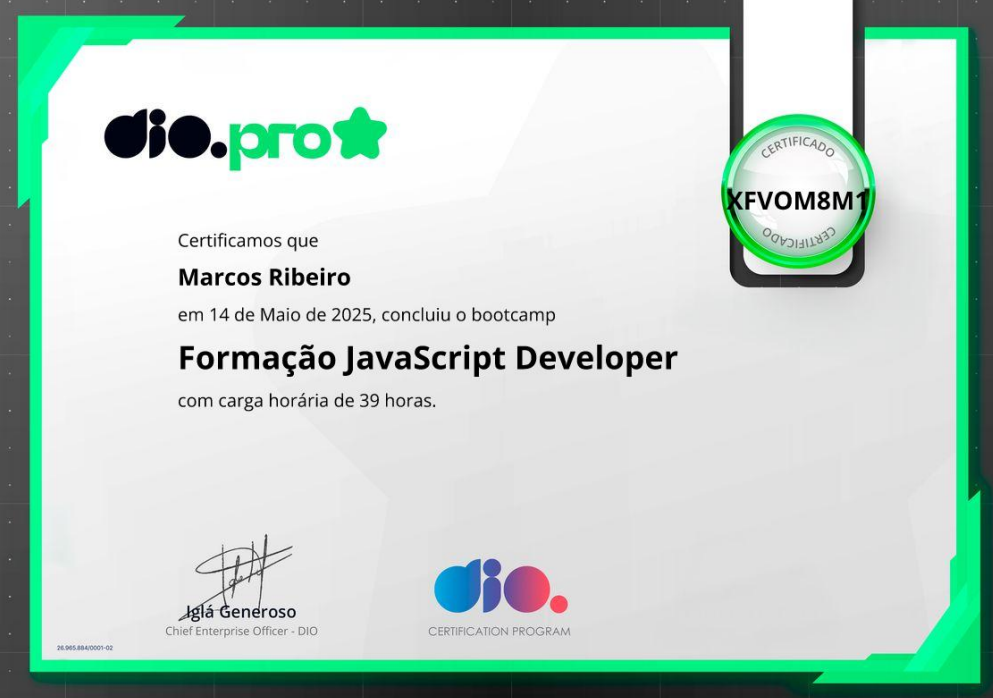 dio.pro
CERTIFICADO
XFVOM8M1
CERTIFICADO
Certificamos que
Marcos Ribeiro
em 14 de Maio de 2025, concluiu o bootcamp
Formação JavaScript Developer
com carga horária de 39 horas.
Iglá Generoso
Chief Enterprise Officer - DIO
dio.
CERTIFICATION PROGRAM
26.965.884/0001-02